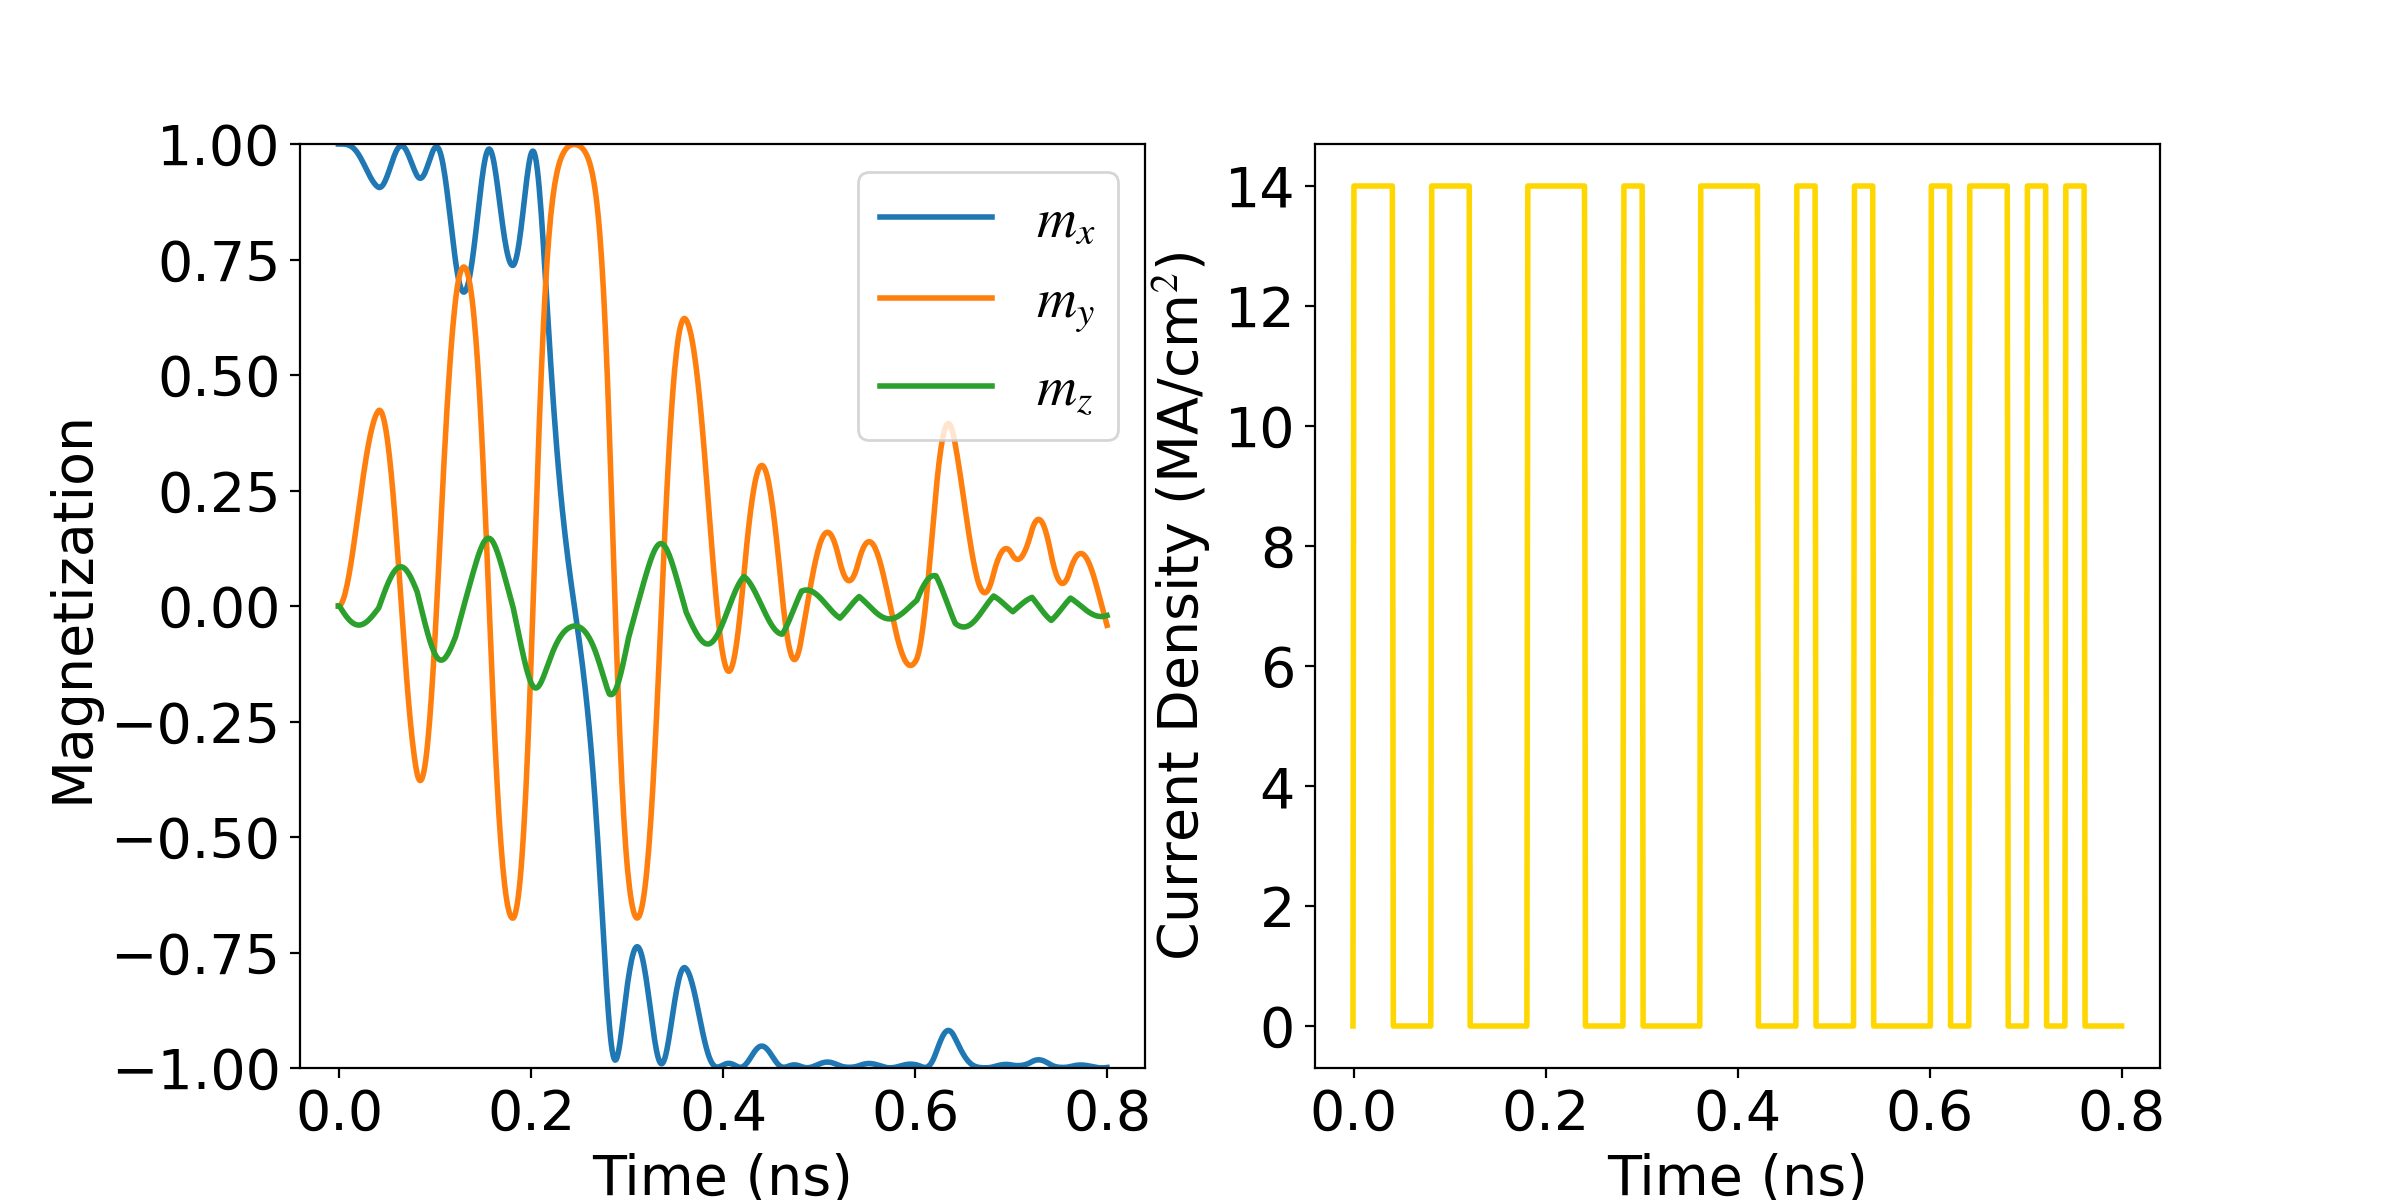 1.00
0.75
0.50
0.25
0.00
−0.25
−0.50
−0.75
−1.00
Magnetization
0.0 0.2 0.4 0.6 0.8
Time (ns)
m_x
m_y
m_z
14
12
10
8
6
4
2
0
Current Density (MA/cm²)
0.0 0.2 0.4 0.6 0.8
Time (ns)